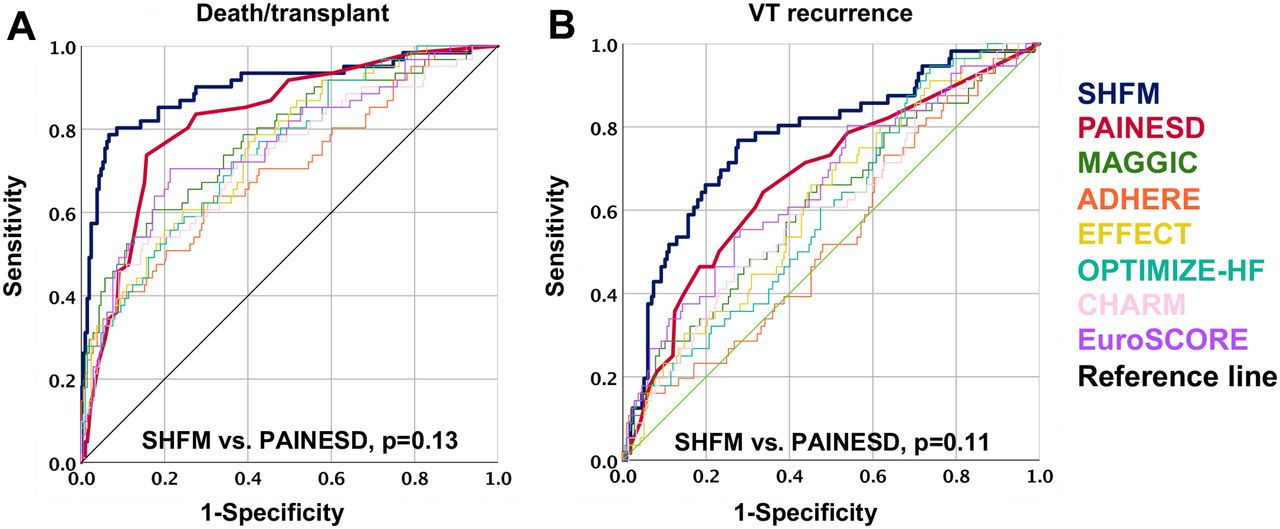 A
Death/transplant
Sensitivity
1.0
0.8
0.6
0.4
0.2
0.0
SHFM vs. PAINESD, p=0.13
0.0 0.2 0.4 0.6 0.8 1.0
1-Specificity
B
VT recurrence
Sensitivity
1.0
0.8
0.6
0.4
0.2
0.0
SHFM vs. PAINESD, p=0.11
0.0 0.2 0.4 0.6 0.8 1.0
1-Specificity
SHFM
PAINESD
MAGGIC
ADHERE
EFFECT
OPTIMIZE-HF
CHARM
EuroSCORE
Reference line